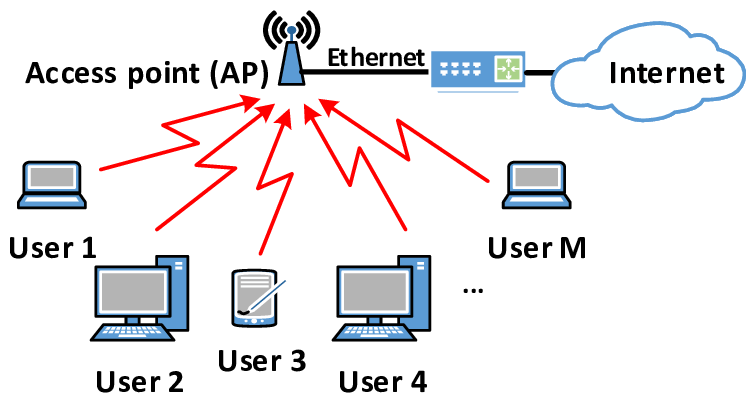 Ethernet
Access point (AP)
Internet
User 1
User M
...
User 3
User 2
User 4